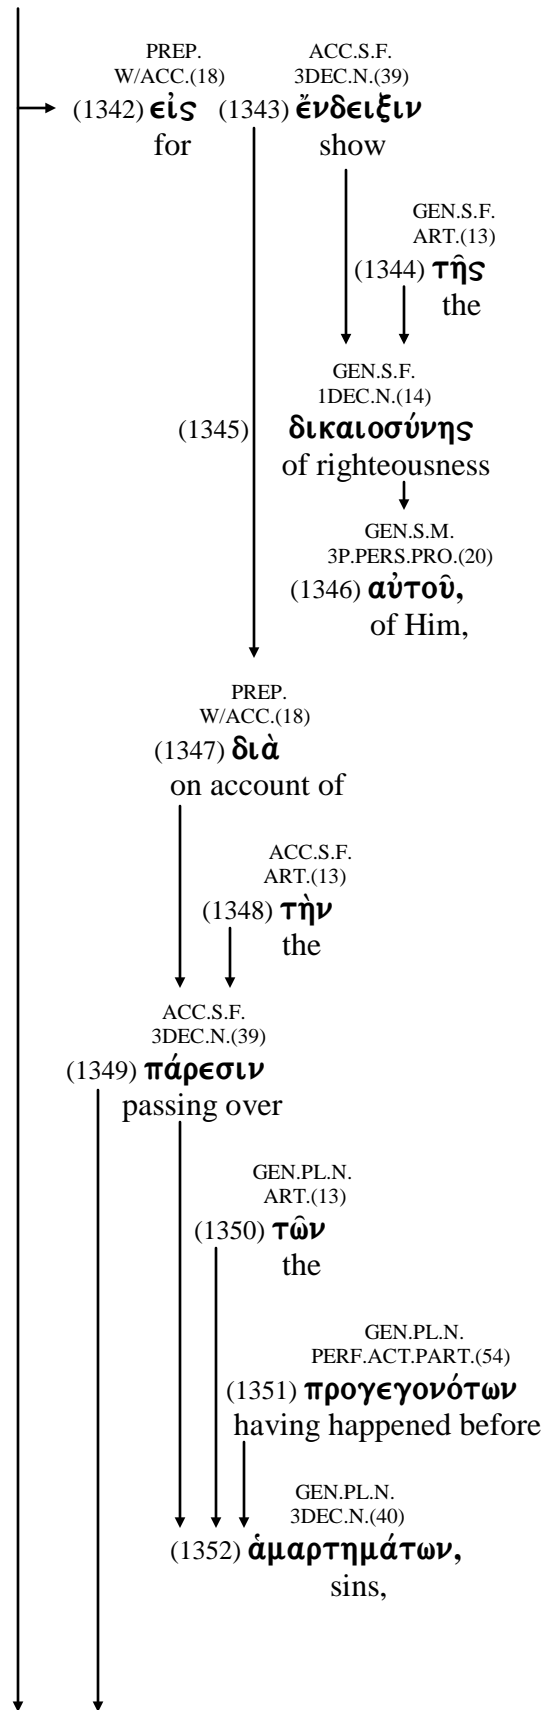 PREP. ACC.S.F.
W/ACC.(18) 3DEC.N.(39)
(1342) εἰς (1343) ἔνδειξιν
for show
GEN.S.F.
ART.(13)
(1344) τῆς
the
GEN.S.F.
1DEC.N.(14)
(1345) δικαιοσύνης
of righteousness
GEN.S.M.
3P.PERS.PRO.(20)
(1346) αὐτοῦ,
of Him,
PREP.
W/ACC.(18)
(1347) διὰ
on account of
ACC.S.F.
ART.(13)
(1348) τὴν
the
ACC.S.F.
3DEC.N.(39)
(1349) πάρεσιν
passing over
GEN.PL.N.
ART.(13)
(1350) τῶν
the
GEN.PL.N.
PERF.ACT.PART.(54)
(1351) προγεγονότων
having happened before
GEN.PL.N.
3DEC.N.(40)
(1352) ἁμαρτημάτων,
sins,